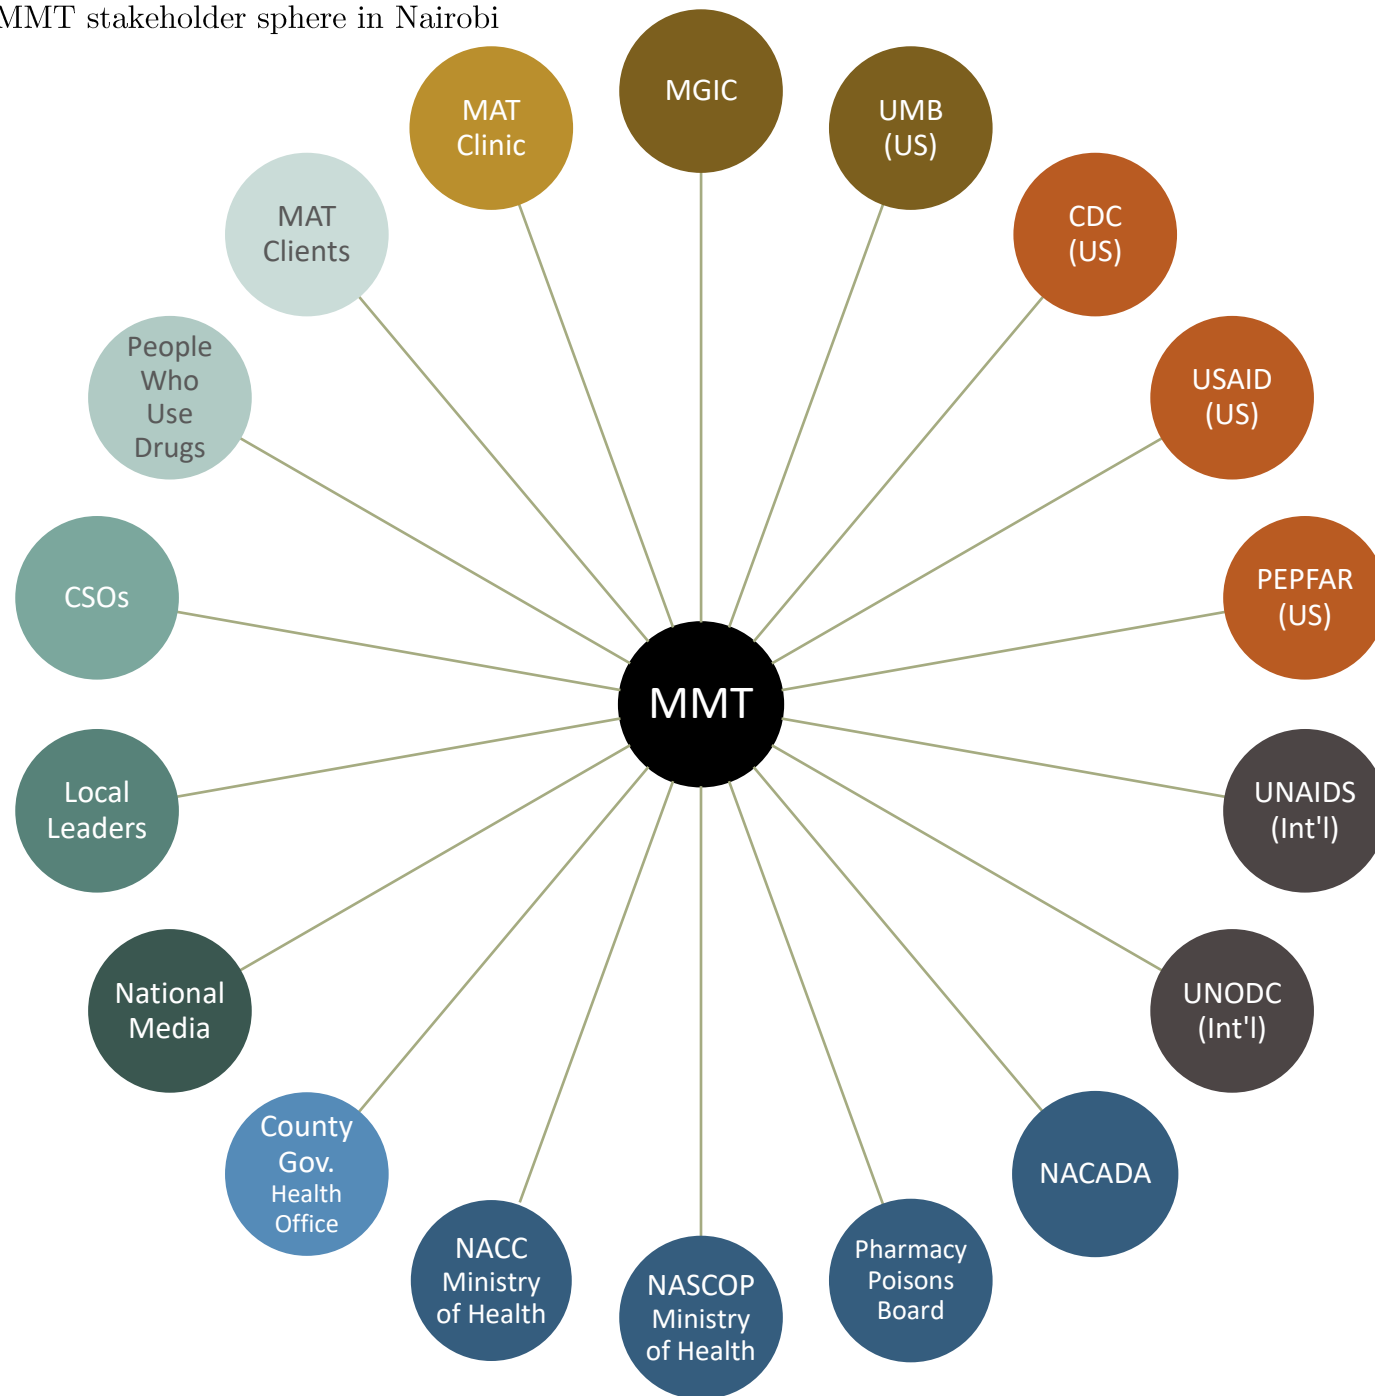 MMT stakeholder sphere in Nairobi
MGIC
UMB
(US)
CDC
(US)
USAID
(US)
PEPFAR
(US)
UNAIDS
(Int'l)
UNODC
(Int'l)
NACADA
Pharmacy
Poisons
Board
NASCOP
Ministry
of Health
NACC
Ministry
of Health
County
Gov.
Health
Office
National
Media
Local
Leaders
CSOs
People
Who
Use
Drugs
MAT
Clients
MAT
Clinic
MMT